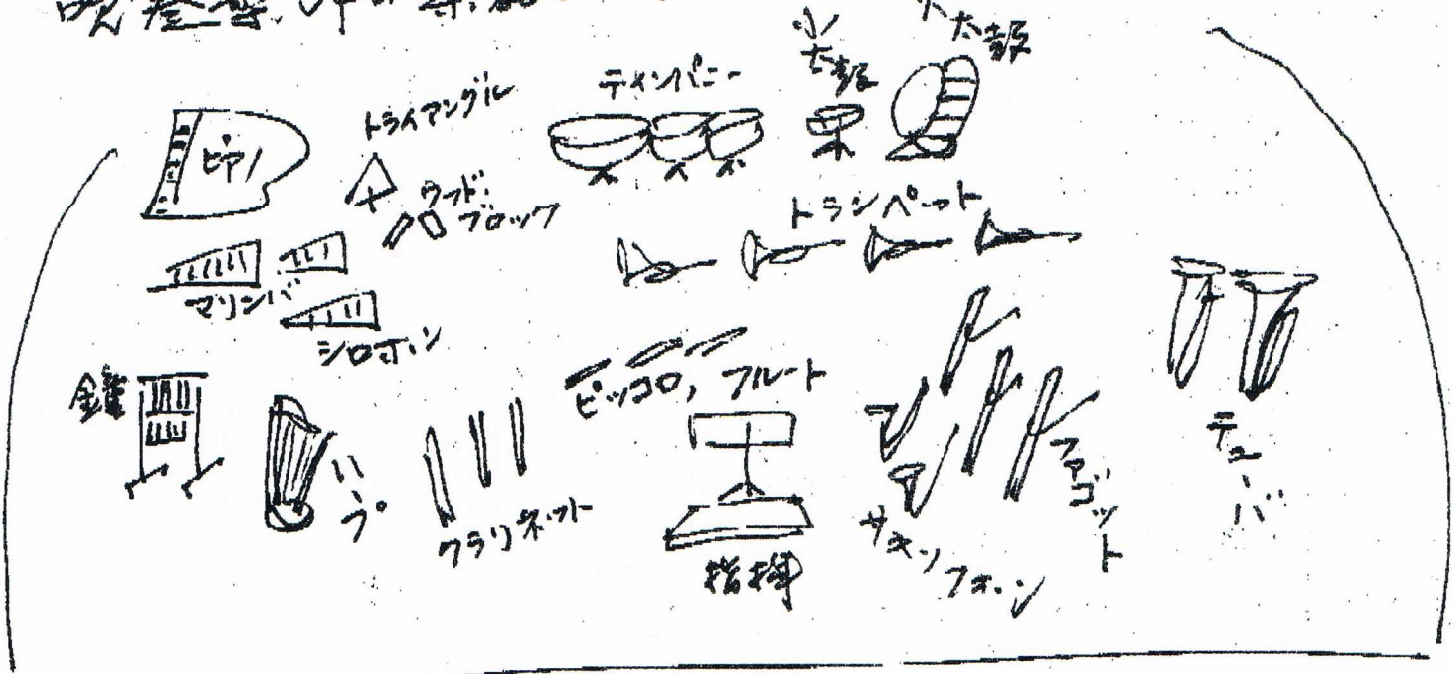 小太鼓
大太鼓
ティンパニー
トライアングル
ピアノ
ウッド
ブロック
トランペット
マリンバ
シロホン
ピッコロ, フルート
金鐘
ハープ
クラリネット
指揮
サキソフォーン
ファゴット
テューバ